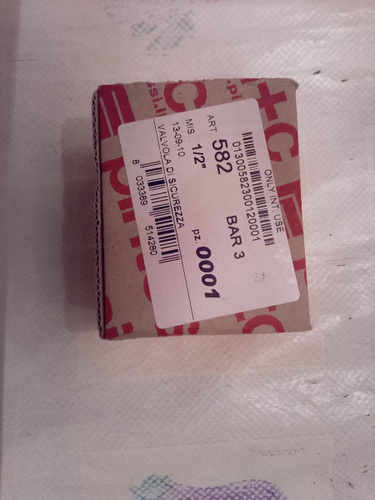 ONLY INT. USE
01300582300120001
ART. 582 BAR 3
MIS. 1/2" pz. 0001
13-09-10
VALVOLA DI SICUREZZA
8 033389 514280